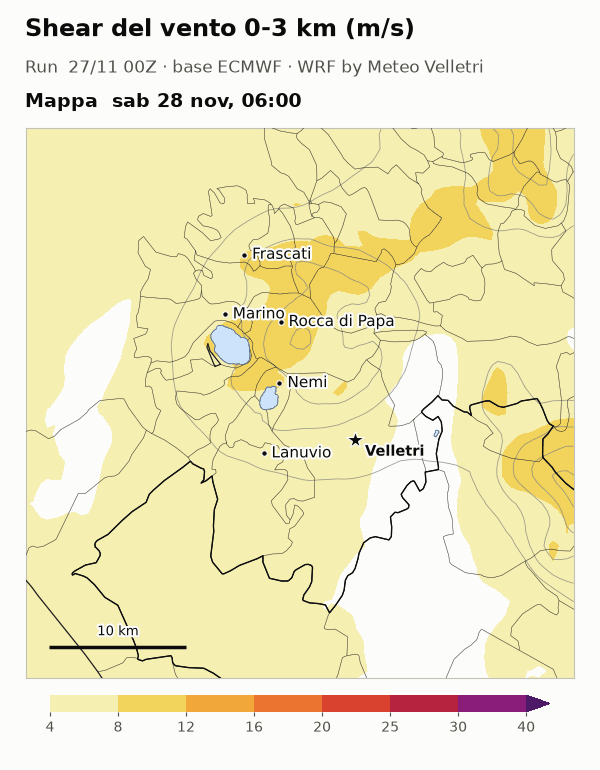 Shear del vento 0-3 km (m/s)
Run  27/11 00Z · base ECMWF · WRF by Meteo Velletri
Mappa  sab 28 nov, 06:00
Frascati
Marino
Rocca di Papa
Nemi
Velletri
Lanuvio
10 km
4 8 12 16 20 25 30 40